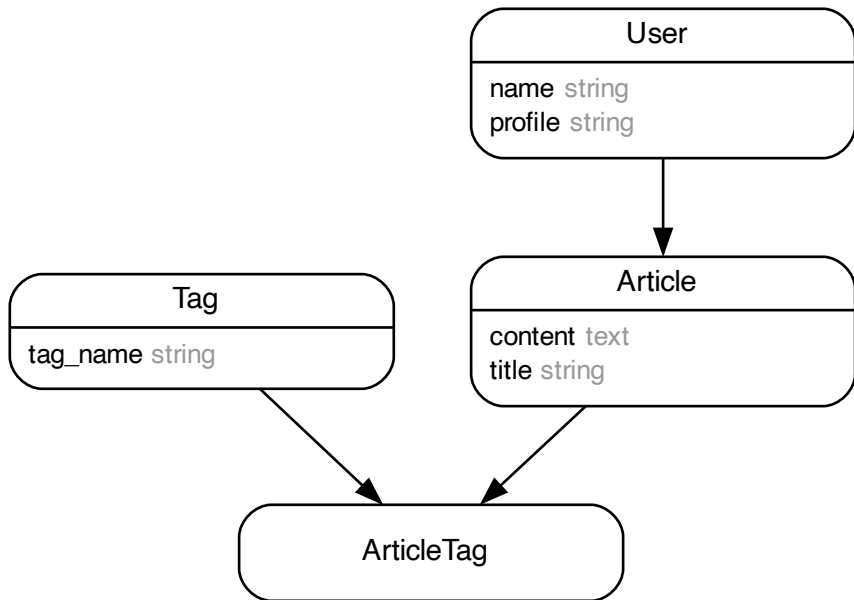 User
name string
profile string
Tag
tag_name string
Article
content text
title string
ArticleTag